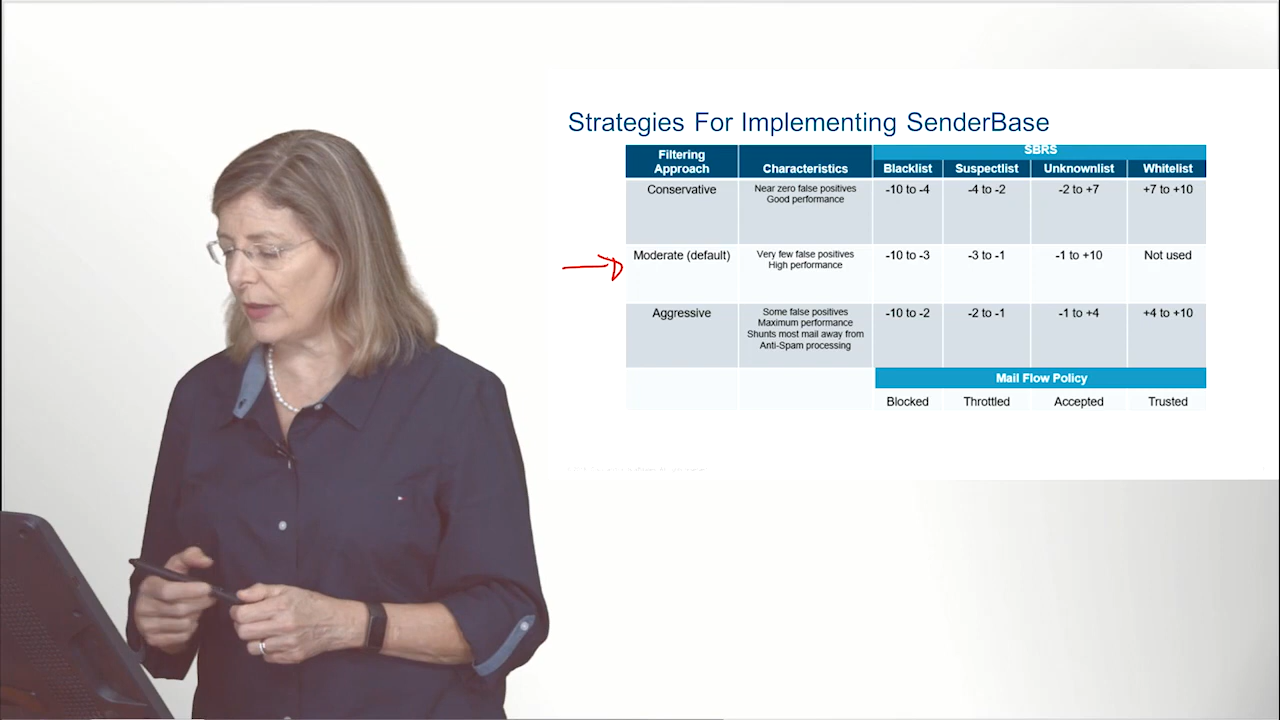 Strategies For Implementing SenderBase
Filtering Approach Characteristics SBRS
Blacklist Suspectlist Unknownlist Whitelist
Conservative Near zero false positives -10 to -4 -4 to -2 -2 to +7 +7 to +10
Good performance
Moderate (default) Very few false positives -10 to -3 -3 to -1 -1 to +10 Not used
High performance
Aggressive Some false positives -10 to -2 -2 to -1 -1 to +4 +4 to +10
Maximum performance
Shunts most mail away from
Anti-Spam processing
Mail Flow Policy
Blocked Throttled Accepted Trusted